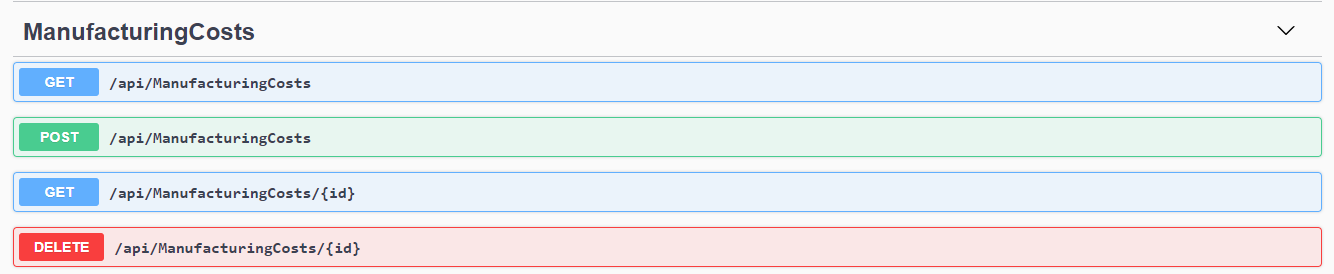 ManufacturingCosts
GET /api/ManufacturingCosts
POST /api/ManufacturingCosts
GET /api/ManufacturingCosts/{id}
DELETE /api/ManufacturingCosts/{id}